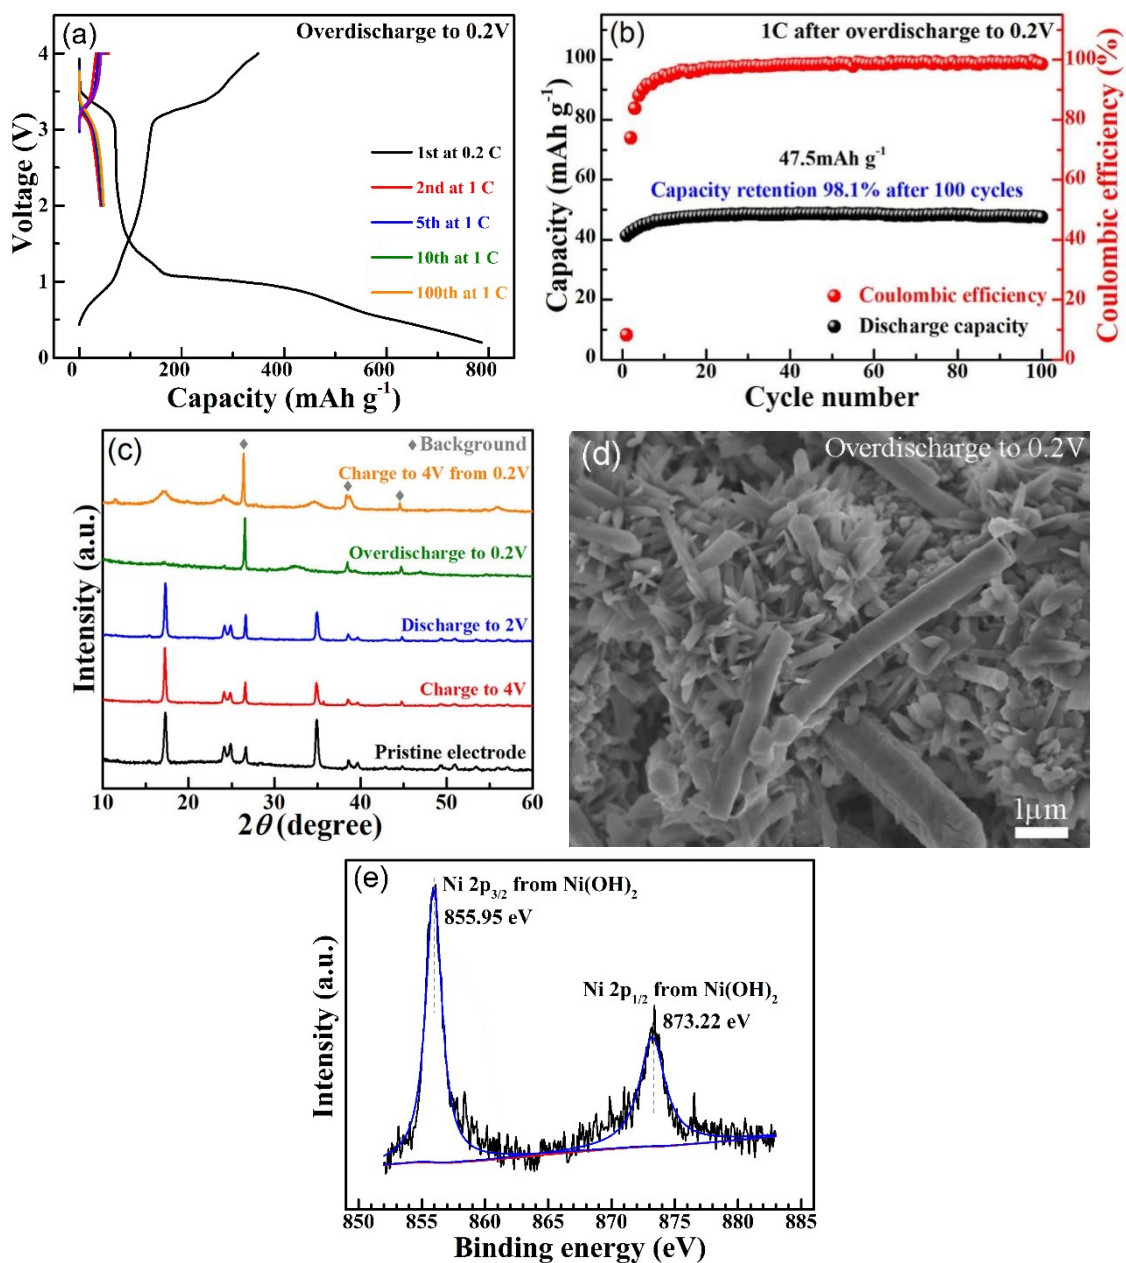 (a)
Overdischarge to 0.2V
4
3
2
1
0
Voltage (V)
1st at 0.2 C
2nd at 1 C
5th at 1 C
10th at 1 C
100th at 1 C
0 200 400 600 800
Capacity (mAh g⁻¹)
(b)
1C after overdischarge to 0.2V
100
80
60
40
20
0
Capacity (mAh g⁻¹)
47.5mAh g⁻¹
Capacity retention 98.1% after 100 cycles
Coulombic efficiency
Discharge capacity
100
80
60
40
20
0
Coulombic efficiency (%)
0 20 40 60 80 100
Cycle number
(c)
Background
Charge to 4V from 0.2V
Overdischarge to 0.2V
Discharge to 2V
Charge to 4V
Pristine electrode
Intensity (a.u.)
10 20 30 40 50 60
2θ (degree)
(d)
Overdischarge to 0.2V
1μm
(e)
Ni 2p₃/₂ from Ni(OH)₂
855.95 eV
Ni 2p₁/₂ from Ni(OH)₂
873.22 eV
Intensity (a.u.)
850 855 860 865 870 875 880 885
Binding energy (eV)